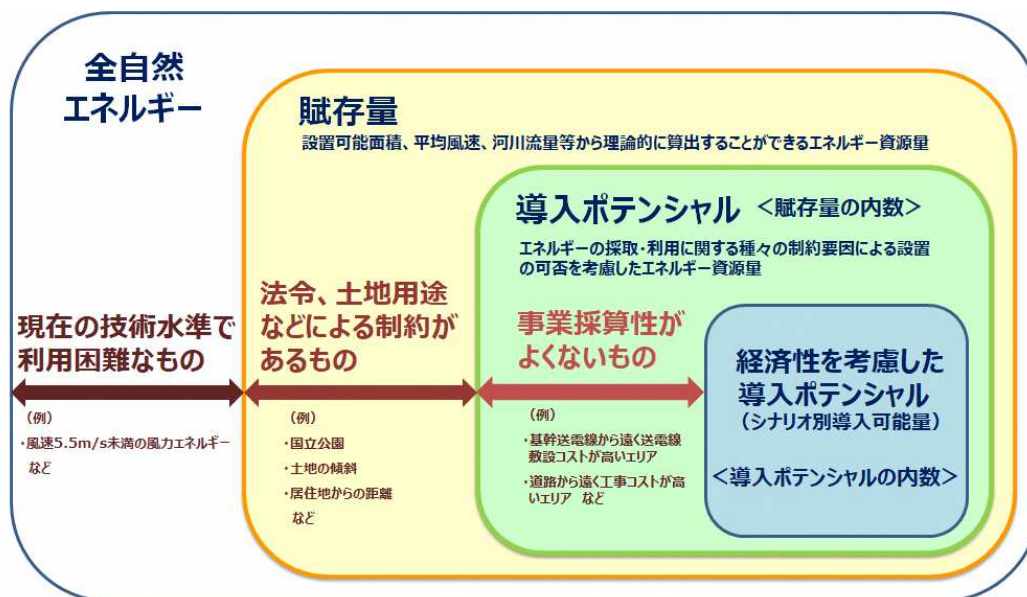 全自然
エネルギー
賦存量
設置可能面積、平均風速、河川流量等から理論的に算出することができるエネルギー資源量
導入ポテンシャル <賦存量の内数>
エネルギーの採取・利用に関する種々の制約要因による設置
の可否を考慮したエネルギー資源量
現在の技術水準で
利用困難なもの
(例)
・風速5.5m/s未満の風力エネルギー
など
法令、土地用途
などによる制約が
あるもの
(例)
・国立公園
・土地の傾斜
・居住地からの距離
など
事業採算性が
よくないもの
(例)
・基幹送電線から遠く送電線
敷設コストが高いエリア
・道路から遠く工事コストが高
いエリア など
経済性を考慮した
導入ポテンシャル
(シナリオ別導入可能量)
<導入ポテンシャルの内数>